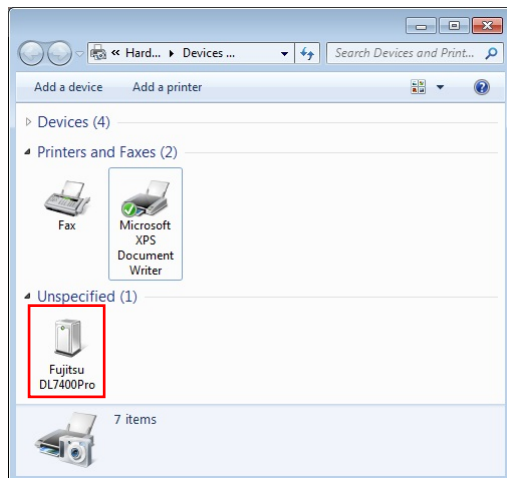 « Hard... ▸ Devices ...
Search Devices and Print...
Add a device Add a printer
Devices (4)
Printers and Faxes (2)
Fax
Microsoft
XPS
Document
Writer
Unspecified (1)
Fujitsu
DL7400Pro
7 items